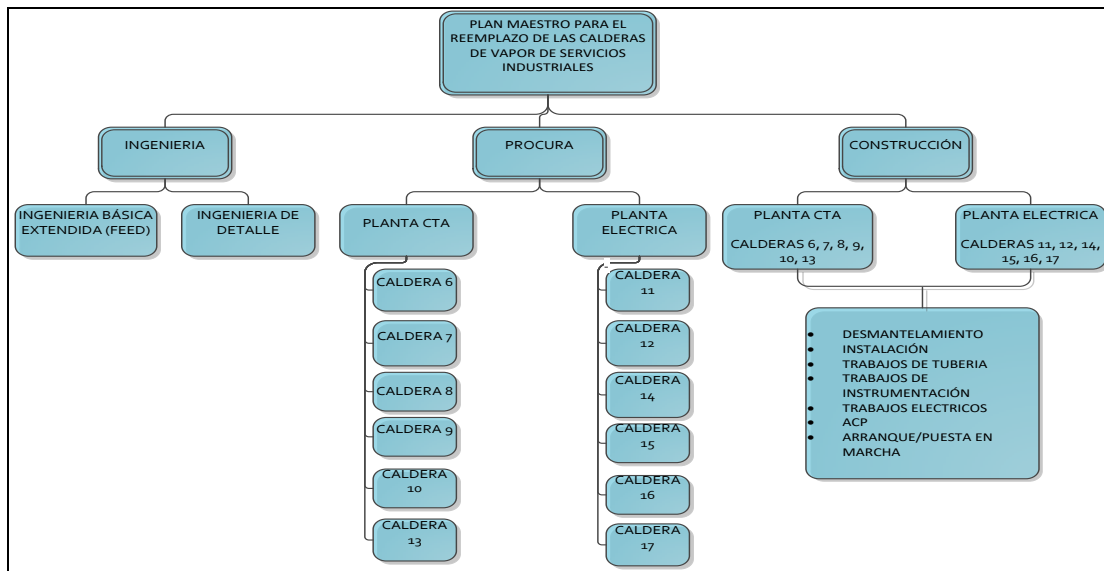 PLAN MAESTRO PARA EL
REEMPLAZO DE LAS CALDERAS
DE VAPOR DE SERVICIOS
INDUSTRIALES
INGENIERIA
PROCURA
CONSTRUCCIÓN
INGENIERIA BÁSICA
EXTENDIDA (FEED)
INGENIERIA DE
DETALLE
PLANTA CTA
PLANTA
ELECTRICA
PLANTA CTA
CALDERAS 6, 7, 8, 9,
10, 13
PLANTA ELECTRICA
CALDERAS 11, 12, 14,
15, 16, 17
CALDERA 6
CALDERA 7
CALDERA 8
CALDERA 9
CALDERA
10
CALDERA
13
CALDERA
11
CALDERA
12
CALDERA
14
CALDERA
15
CALDERA
16
CALDERA
17
• DESMANTELAMIENTO
• INSTALACIÓN
• TRABAJOS DE TUBERIA
• TRABAJOS DE
INSTRUMENTACIÓN
• TRABAJOS ELECTRICOS
• ACP
• ARRANQUE/PUESTA EN
MARCHA